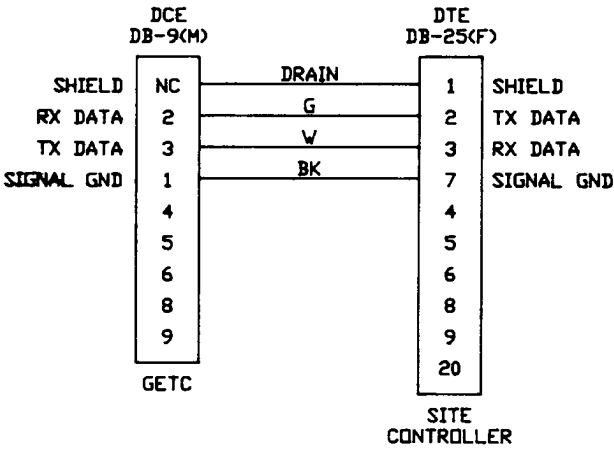 DCE
DB-9(M)
DTE
DB-25(F)
SHIELD NC DRAIN 1 SHIELD
RX DATA 2 G 2 TX DATA
TX DATA 3 W 3 RX DATA
SIGNAL GND 1 BK 7 SIGNAL GND
4 4
5 5
6 6
8 8
9 9
20
GETC
SITE
CONTROLLER